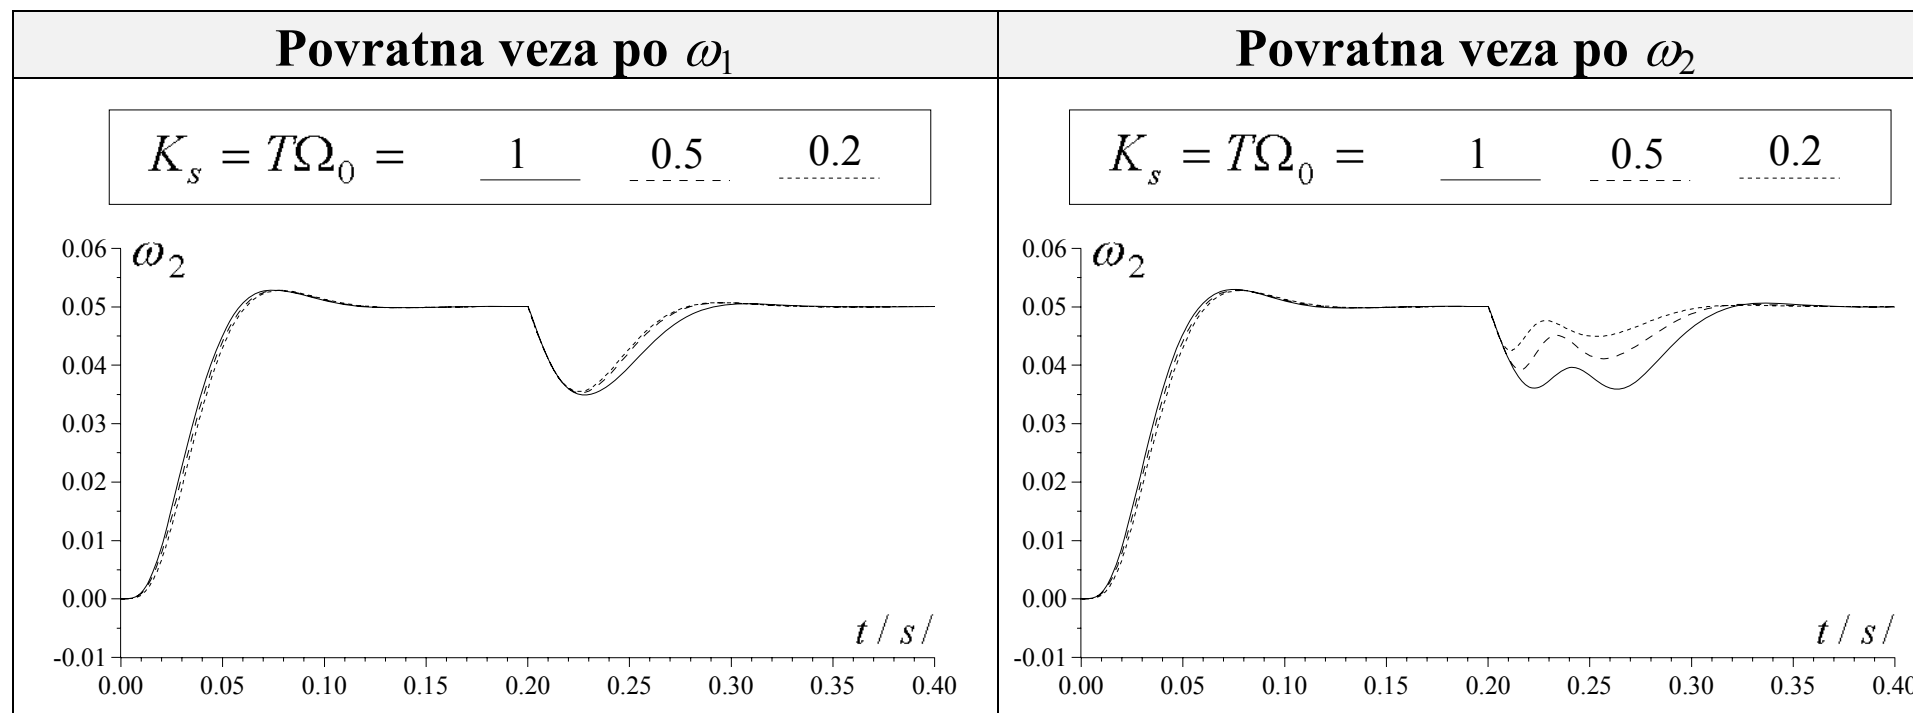 Povratna veza po ω₁
Kₛ = TΩ₀ = 1 0.5 0.2
0.06
ω₂
0.05
0.04
0.03
0.02
0.01
0.00
t / s/
-0.01
0.00 0.05 0.10 0.15 0.20 0.25 0.30 0.35 0.40
Povratna veza po ω₂
Kₛ = TΩ₀ = 1 0.5 0.2
0.06
ω₂
0.05
0.04
0.03
0.02
0.01
0.00
t / s/
-0.01
0.00 0.05 0.10 0.15 0.20 0.25 0.30 0.35 0.40